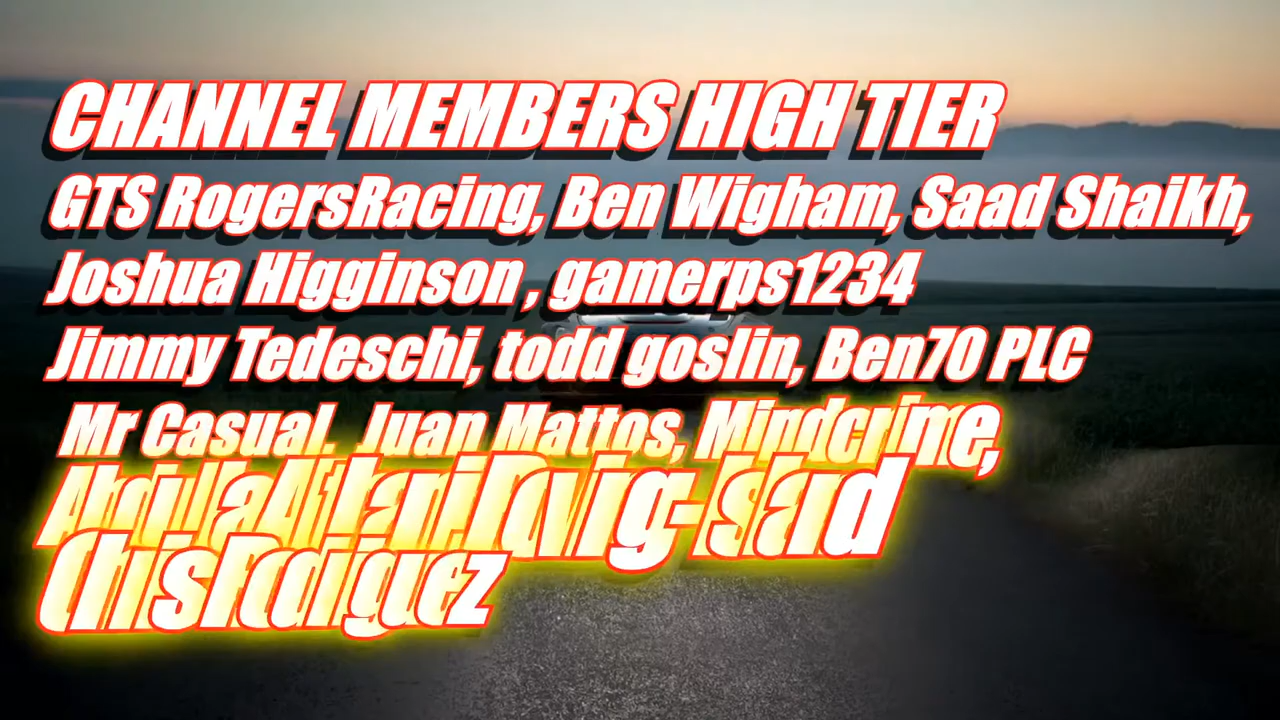 CHANNEL MEMBERS HIGH TIER
GTS RogersRacing, Ben Wigham, Saad Shaikh,
Joshua Higginson , gamerps1234
Jimmy Tedeschi, todd goslin, Ben70 PLC
Mr Casual, Juan Mattos, Mindcrime,